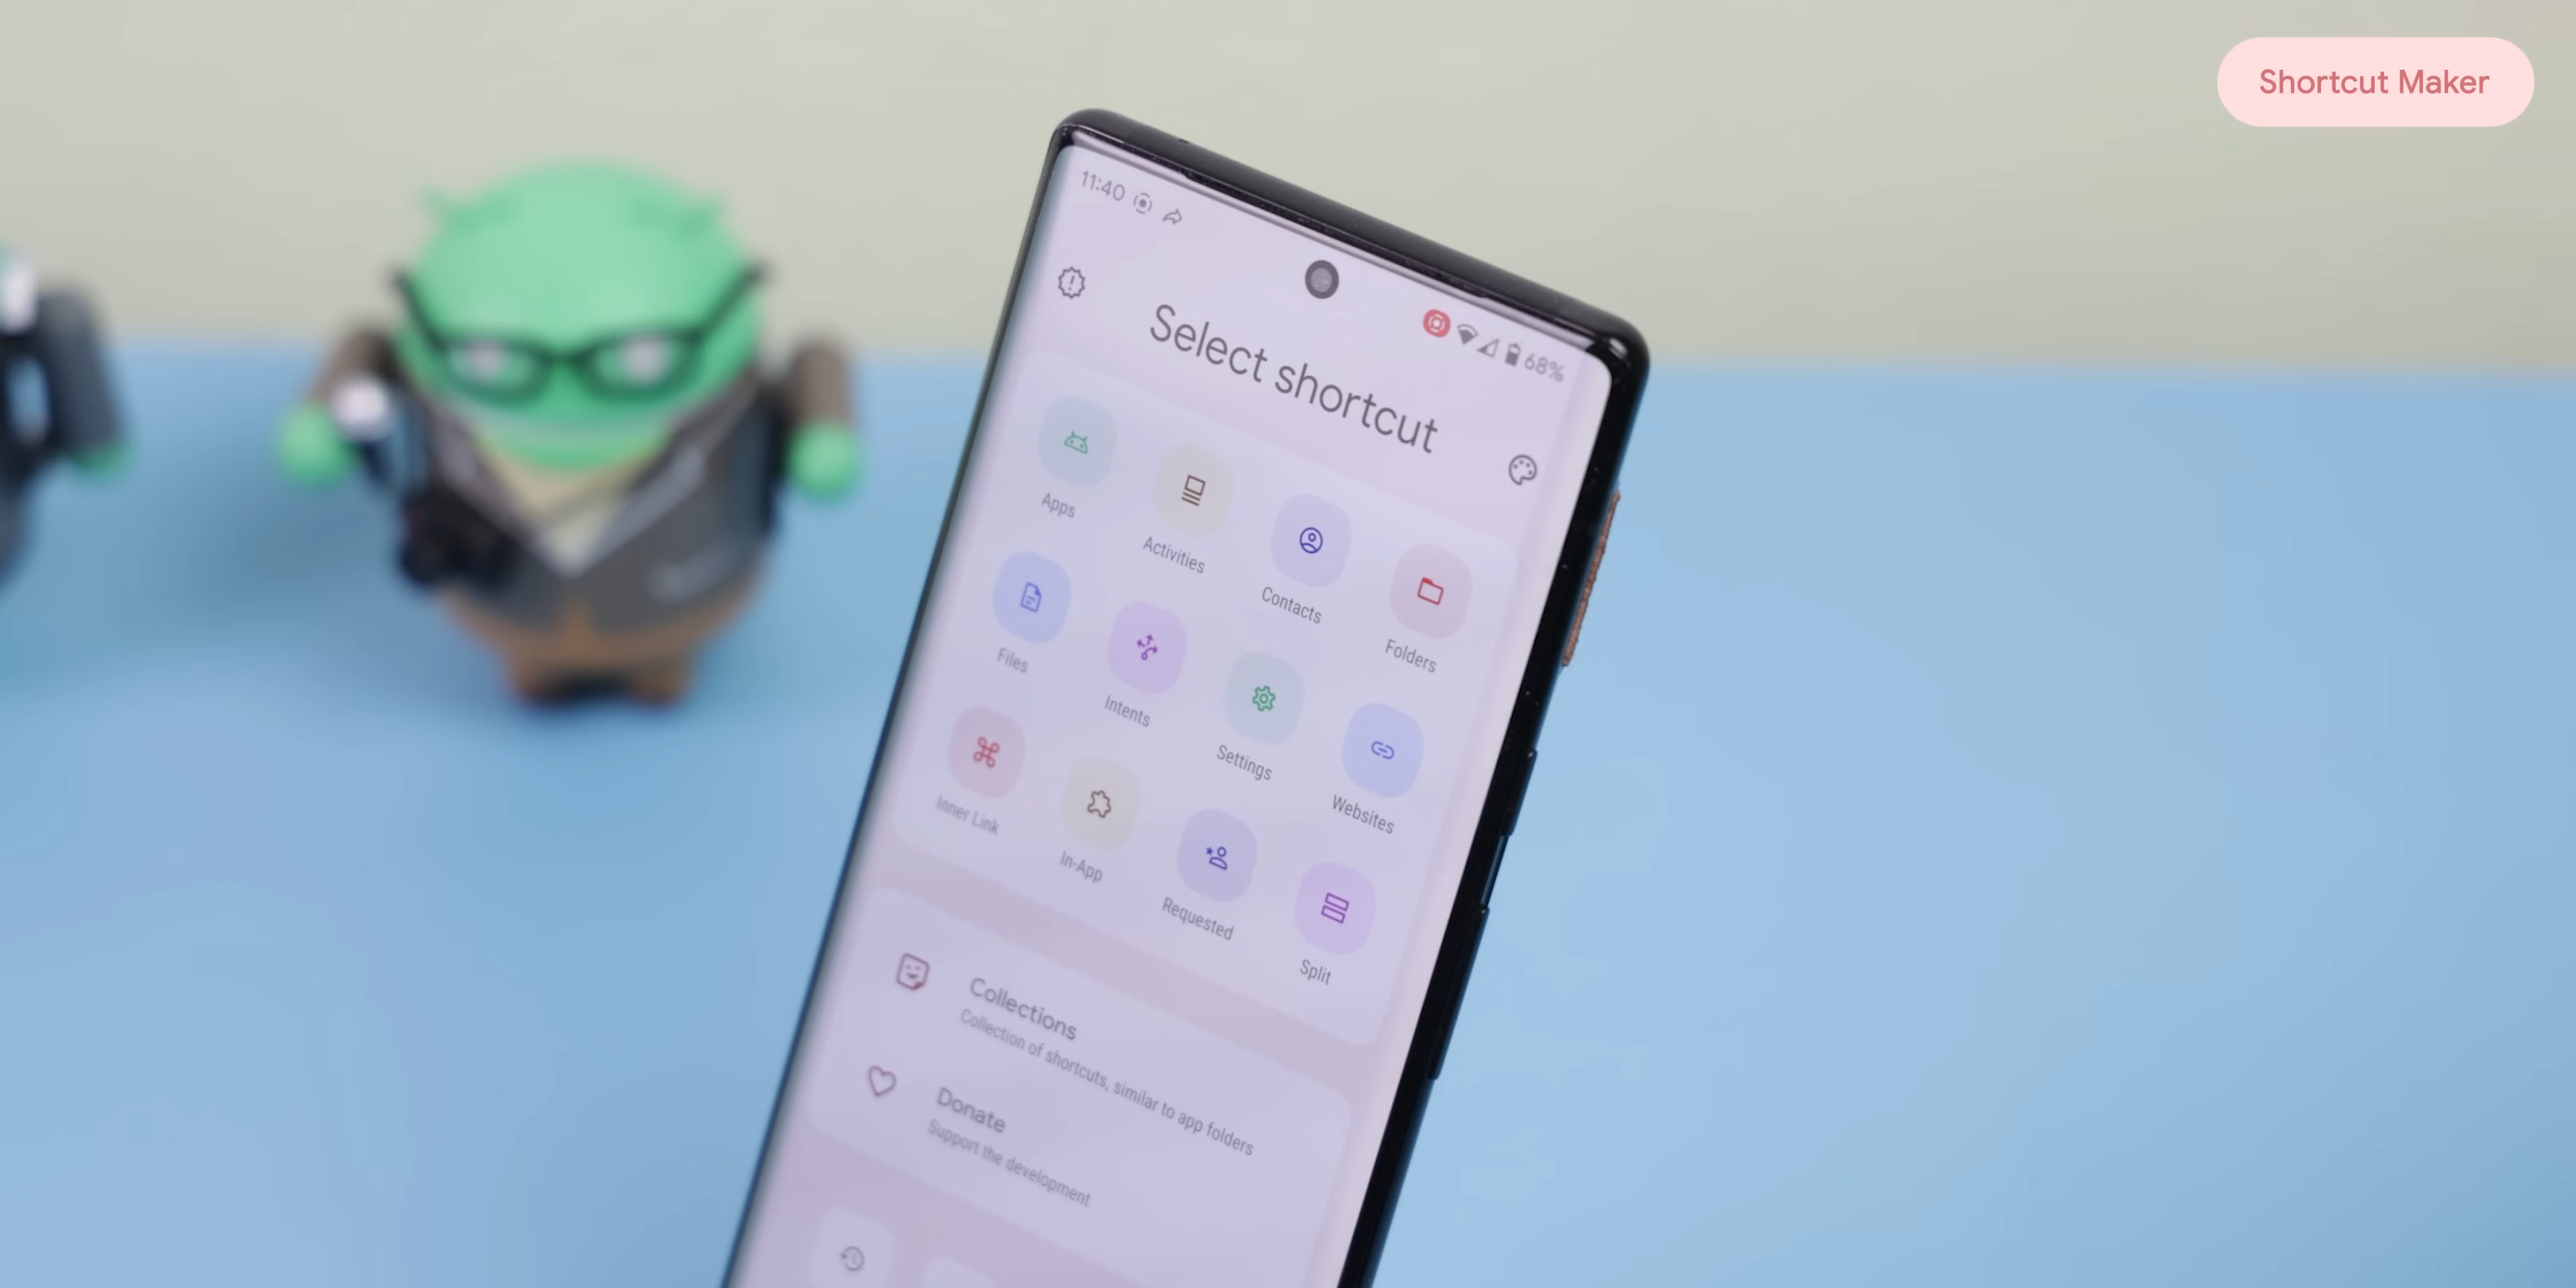 Shortcut Maker
11:40
68%
Select shortcut
Apps
Activities
Contacts
Folders
Files
Intents
Settings
Websites
Inner Link
In-App
Requested
Split
Collections
Collection of shortcuts, similar to app folders
Donate
Support the development